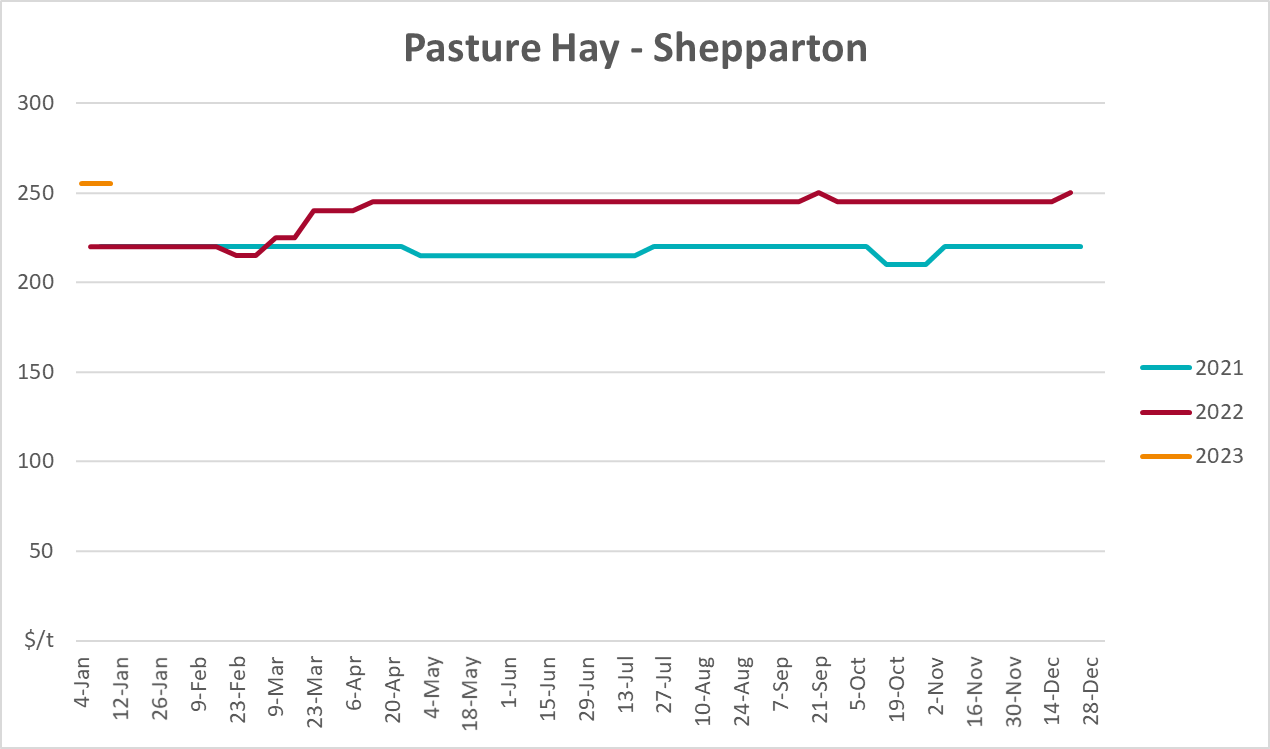 Pasture Hay - Shepparton
300
250
200
150
100
50
$/t
4-Jan
12-Jan
26-Jan
9-Feb
23-Feb
9-Mar
23-Mar
6-Apr
20-Apr
4-May
18-May
1-Jun
15-Jun
29-Jun
13-Jul
27-Jul
10-Aug
24-Aug
7-Sep
21-Sep
5-Oct
19-Oct
2-Nov
16-Nov
30-Nov
14-Dec
28-Dec
2021
2022
2023